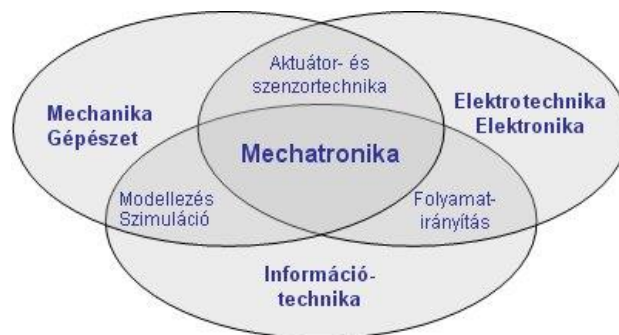 Aktuátor- és
szenzortechnika
Mechanika
Gépészet
Elektrotechnika
Elektronika
Mechatronika
Modellezés
Szimuláció
Folyamat-
irányítás
Információ-
technika